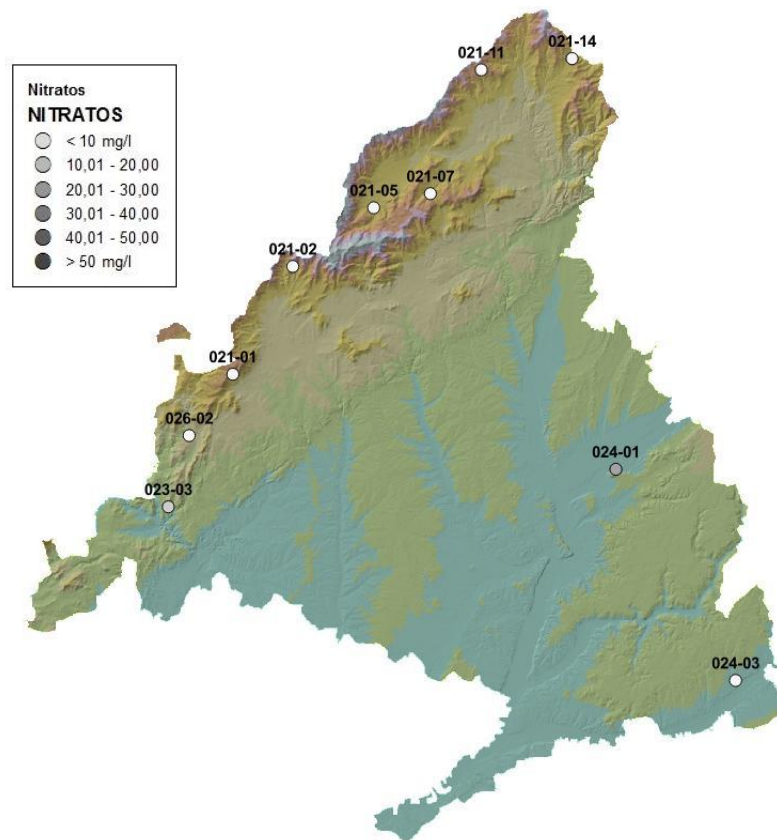 Nitratos
NITRATOS
< 10 mg/l
10,01 - 20,00
20,01 - 30,00
30,01 - 40,00
40,01 - 50,00
> 50 mg/l
021-11
021-14
021-05
021-07
021-02
021-01
026-02
024-01
023-03
024-03